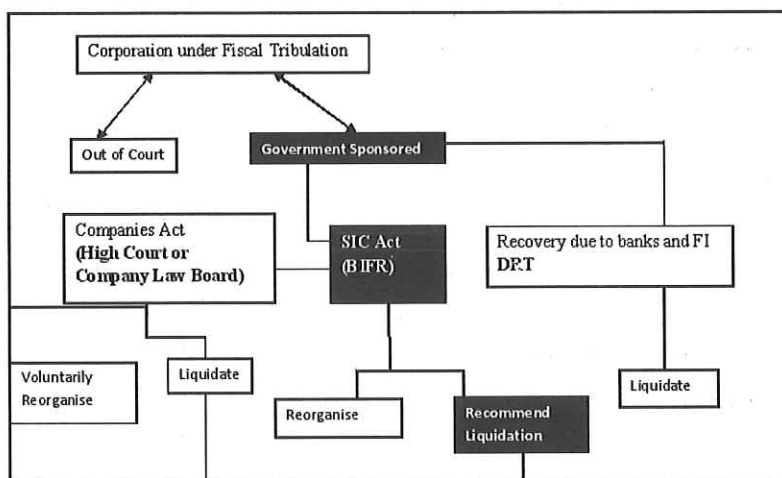 Corporation under Fiscal Tribulation
Out of Court
Government Sponsored
Companies Act
(High Court or
Company Law Board)
SIC Act
(BIFR)
Recovery due to banks and FI
DRT
Voluntarily
Reorganise
Liquidate
Reorganise
Recommend
Liquidation
Liquidate